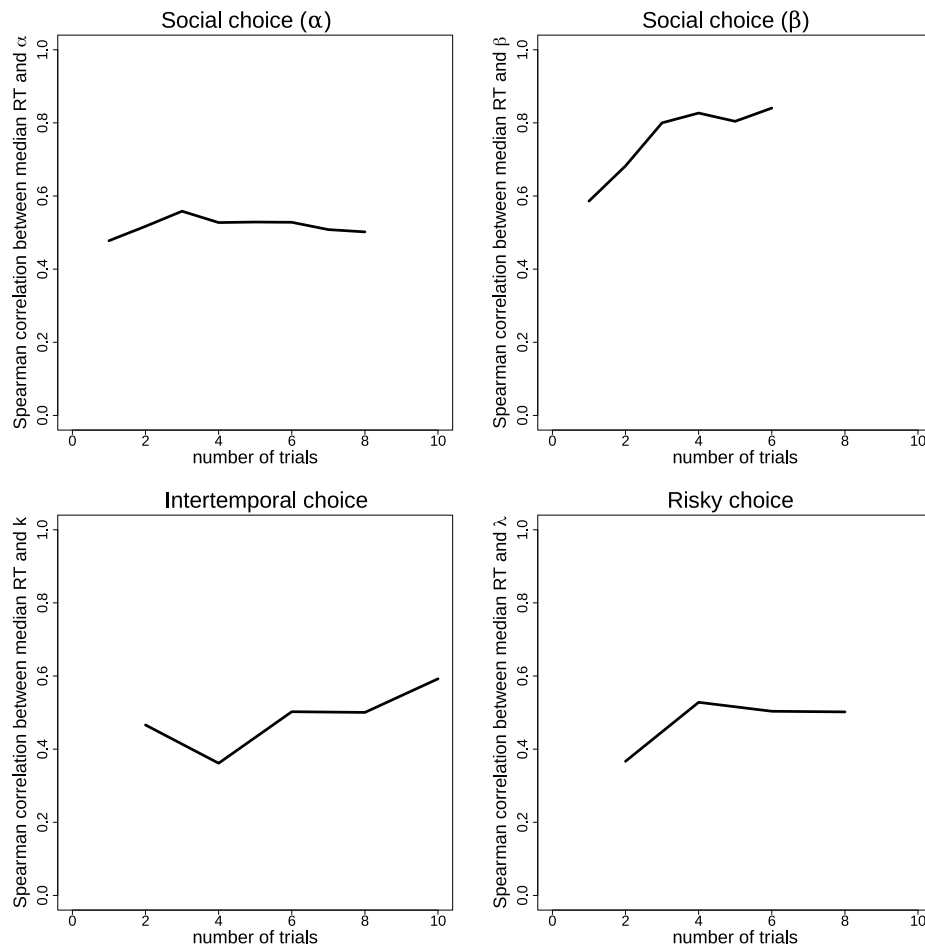 Social choice (α)
Spearman correlation between median RT and α
0.0 0.2 0.4 0.6 0.8 1.0
0 2 4 6 8 10
number of trials
Social choice (β)
Spearman correlation between median RT and β
0.0 0.2 0.4 0.6 0.8 1.0
0 2 4 6 8 10
number of trials
Intertemporal choice
Spearman correlation between median RT and k
0.0 0.2 0.4 0.6 0.8 1.0
0 2 4 6 8 10
number of trials
Risky choice
Spearman correlation between median RT and λ
0.0 0.2 0.4 0.6 0.8 1.0
0 2 4 6 8 10
number of trials